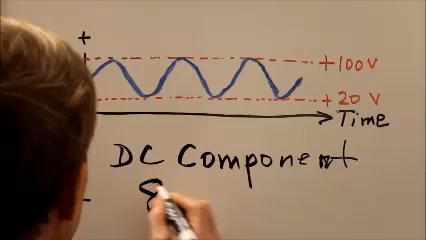 +
+
+100 V
+20 V
Time
DC Component
-